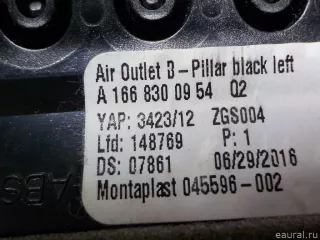 Air Outlet B-Pillar black left
A 166 830 09 54 Q2
YAP: 3423/12 ZGS004
Lfd: 148769 P: 1
DS: 07861 06/29/2016
Montaplast 045596-002
ABS
eaural.ru